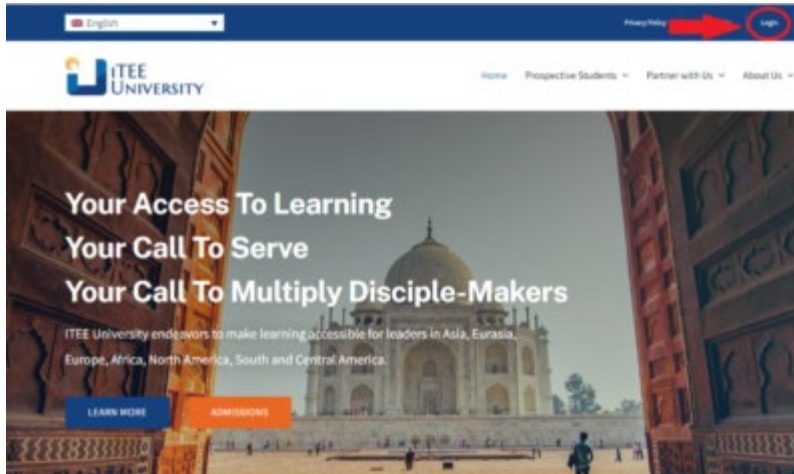 English
Privacy Policy
Login
ITEE
UNIVERSITY
Home Prospective Students Partner with Us About Us
Your Access To Learning
Your Call To Serve
Your Call To Multiply Disciple-Makers
ITEE University endeavors to make learning accessible for leaders in Asia, Eurasia,
Europe, Africa, North America, South and Central America.
LEARN MORE ADMISSIONS